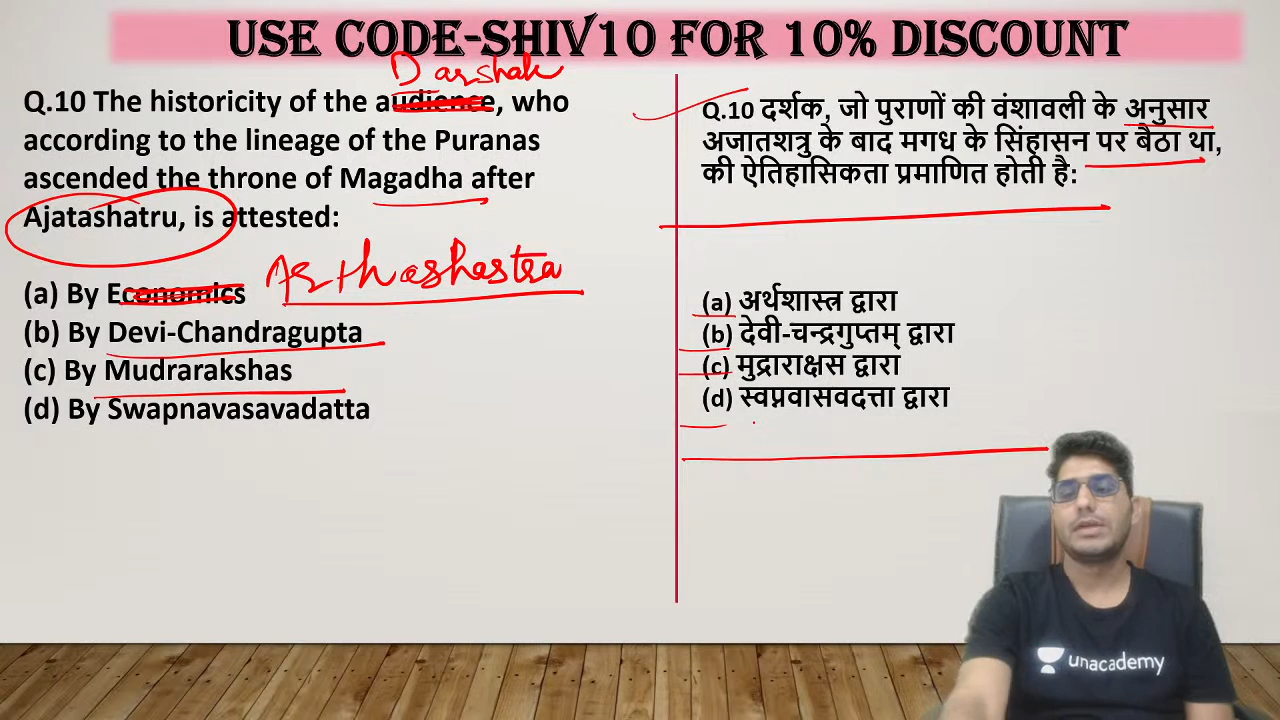 USE CODE-SHIV10 FOR 10% DISCOUNT
Darshak
Q.10 The historicity of the audience, who
according to the lineage of the Puranas
ascended the throne of Magadha after
Ajatashatru, is attested:
Arthashastra
(a) By Economics
(b) By Devi-Chandragupta
(c) By Mudrarakshas
(d) By Swapnavasavadatta
Q.10 दर्शक, जो पुराणों की वंशावली के अनुसार
अजातशत्रु के बाद मगध के सिंहासन पर बैठा था,
की ऐतिहासिकता प्रमाणित होती है:
(a) अर्थशास्त्र द्वारा
(b) देवी-चन्द्रगुप्तम् द्वारा
(c) मुद्राराक्षस द्वारा
(d) स्वप्नवासवदत्ता द्वारा
unacademy